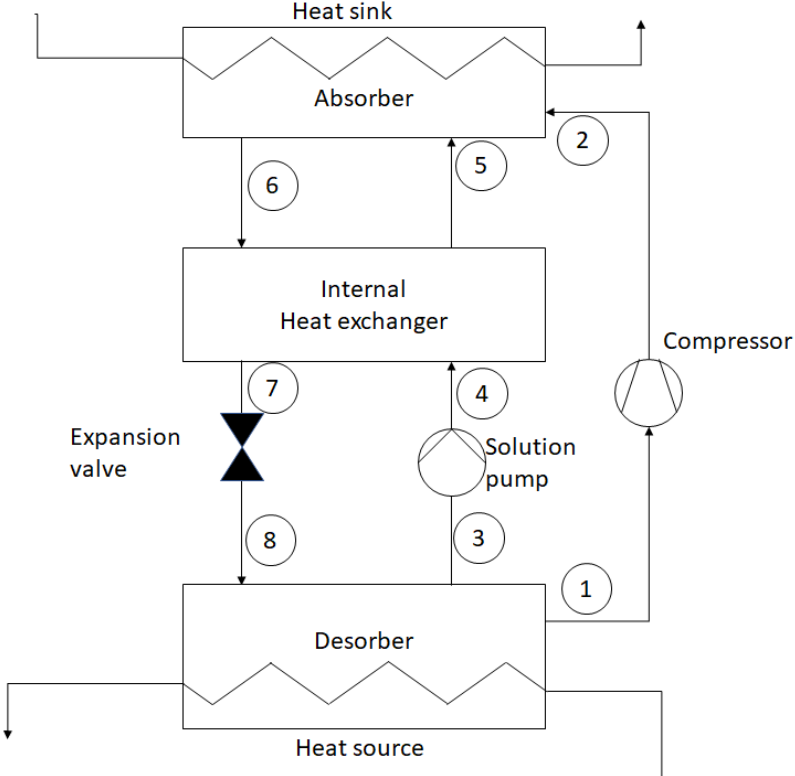 Heat sink
Absorber
2
6
5
Internal
Heat exchanger
Compressor
7
4
Expansion
valve
Solution
pump
8
3
1
Desorber
Heat source